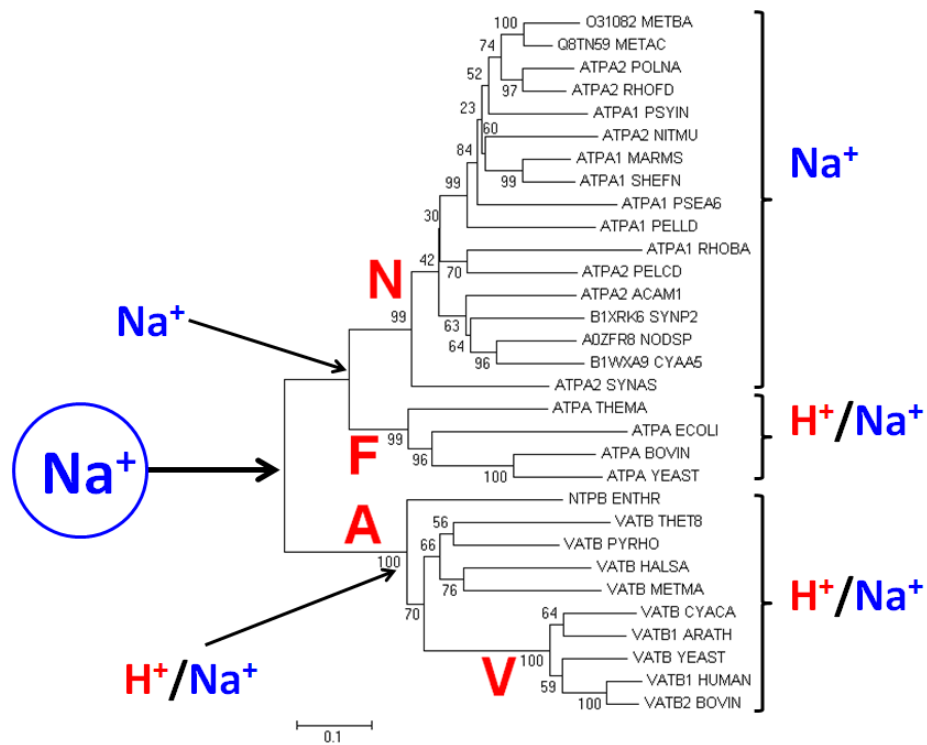 100
O31082 METBA
74
Q8TN59 METAC
52
ATPA2 POLNA
97
ATPA2 RHOFD
23
ATPA1 PSYIN
60
ATPA2 NITMU
84
ATPA1 MARMS
99
ATPA1 SHEFN
99
ATPA1 PSEA6
30
ATPA1 PELLD
42
ATPA1 RHOBA
70
ATPA2 PELCD
ATPA2 ACAM1
63
B1XRK6 SYNP2
64
A0ZFR8 NODSP
96
B1WXA9 CYAA5
99
ATPA2 SYNAS
N
Na⁺
Na⁺
ATPA THEMA
99
ATPA ECOLI
96
ATPA BOVIN
100
ATPA YEAST
F
H⁺/Na⁺
Na⁺
A
NTPB ENTHR
100
56
VATB THET8
66
VATB PYRHO
VATB HALSA
76
VATB METMA
70
64
VATB CYACA
VATB1 ARATH
100
VATB YEAST
59
VATB1 HUMAN
100
VATB2 BOVIN
V
H⁺/Na⁺
H⁺/Na⁺
0.1